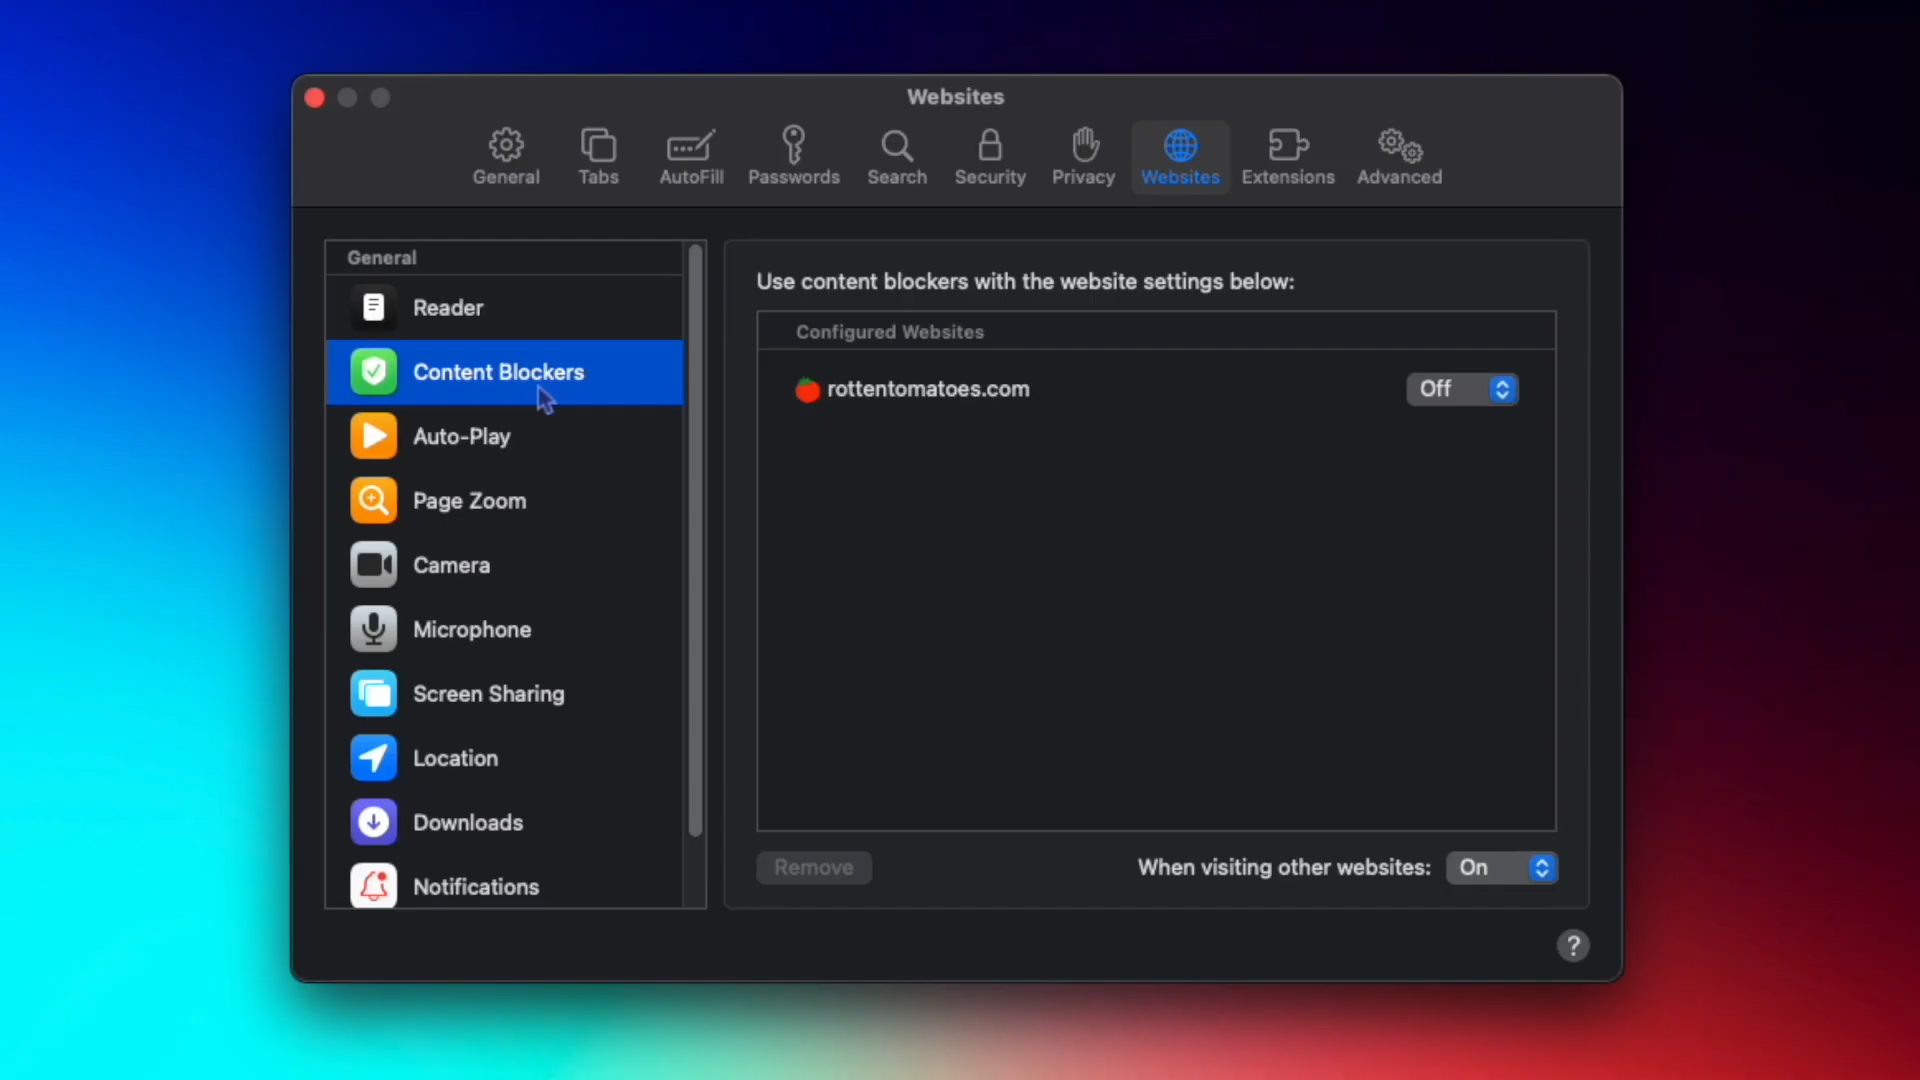 Websites
General
Tabs
AutoFill
Passwords
Search
Security
Privacy
Websites
Extensions
Advanced
General
Reader
Content Blockers
Auto-Play
Page Zoom
Camera
Microphone
Screen Sharing
Location
Downloads
Notifications
Use content blockers with the website settings below:
Configured Websites
rottentomatoes.com
Off
Remove
When visiting other websites:
On
?